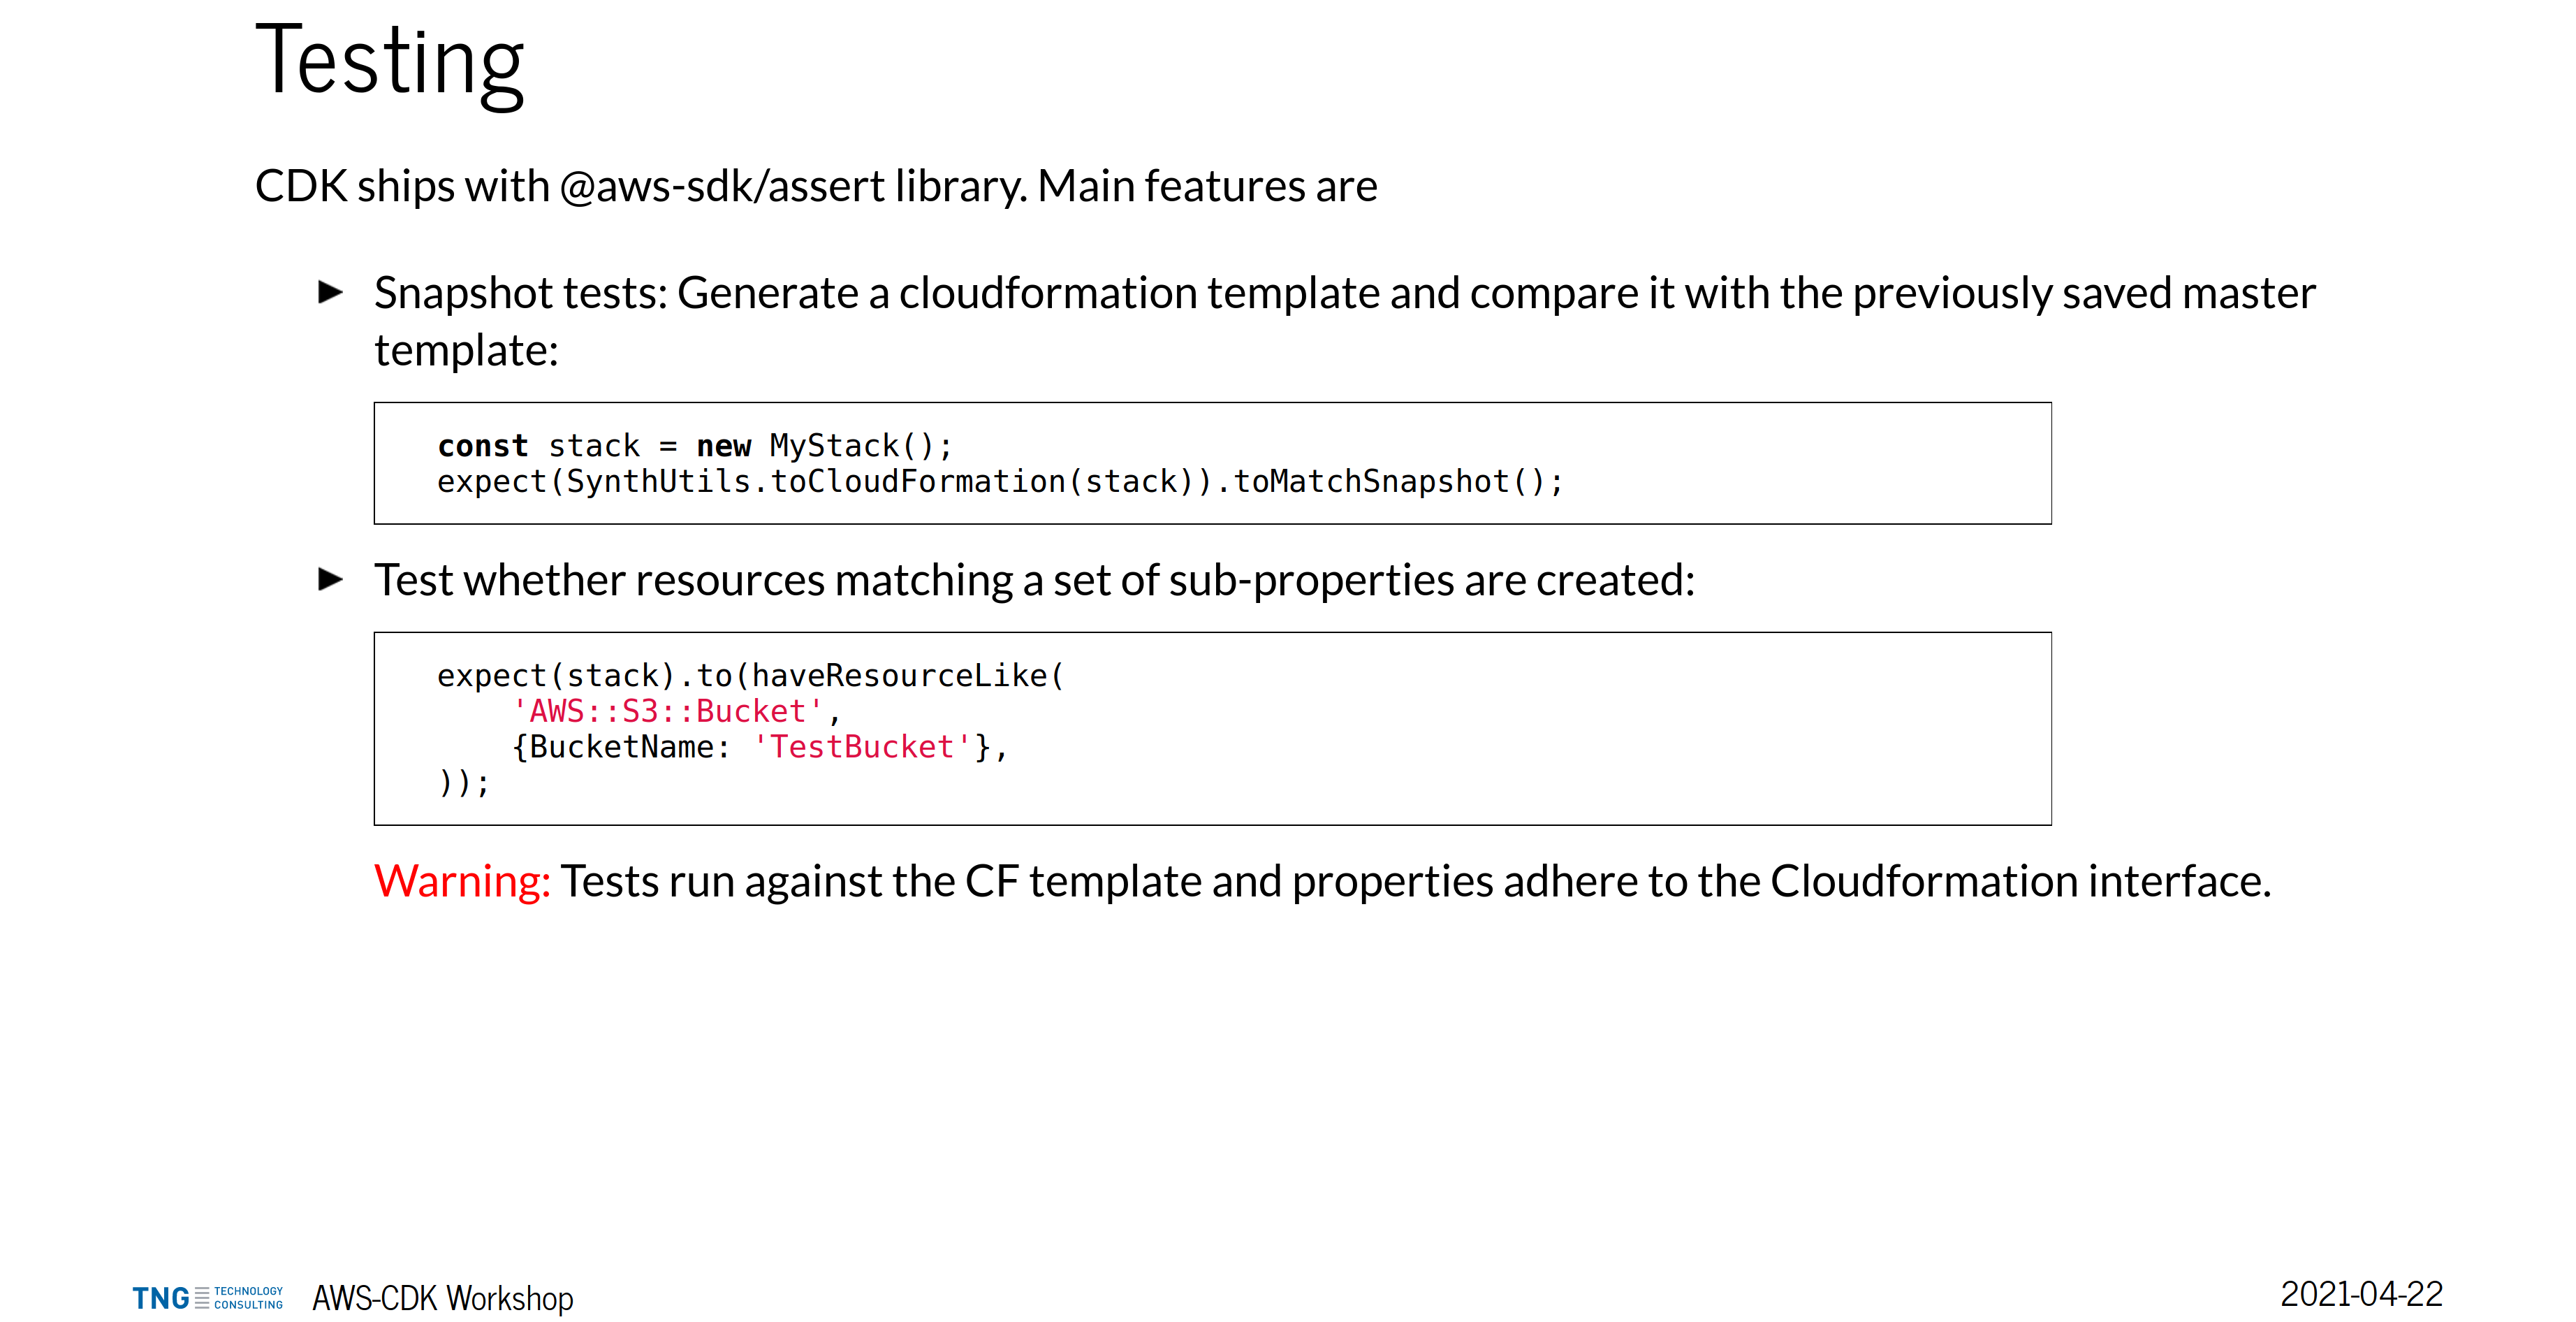 Testing
CDK ships with @aws-sdk/assert library. Main features are
▶ Snapshot tests: Generate a cloudformation template and compare it with the previously saved master
template:
const stack = new MyStack();
expect(SynthUtils.toCloudFormation(stack)).toMatchSnapshot();
▶ Test whether resources matching a set of sub-properties are created:
expect(stack).to(haveResourceLike(
    'AWS::S3::Bucket',
    {BucketName: 'TestBucket'},
));
Warning: Tests run against the CF template and properties adhere to the Cloudformation interface.
TNG TECHNOLOGY
CONSULTING
AWS-CDK Workshop
2021-04-22